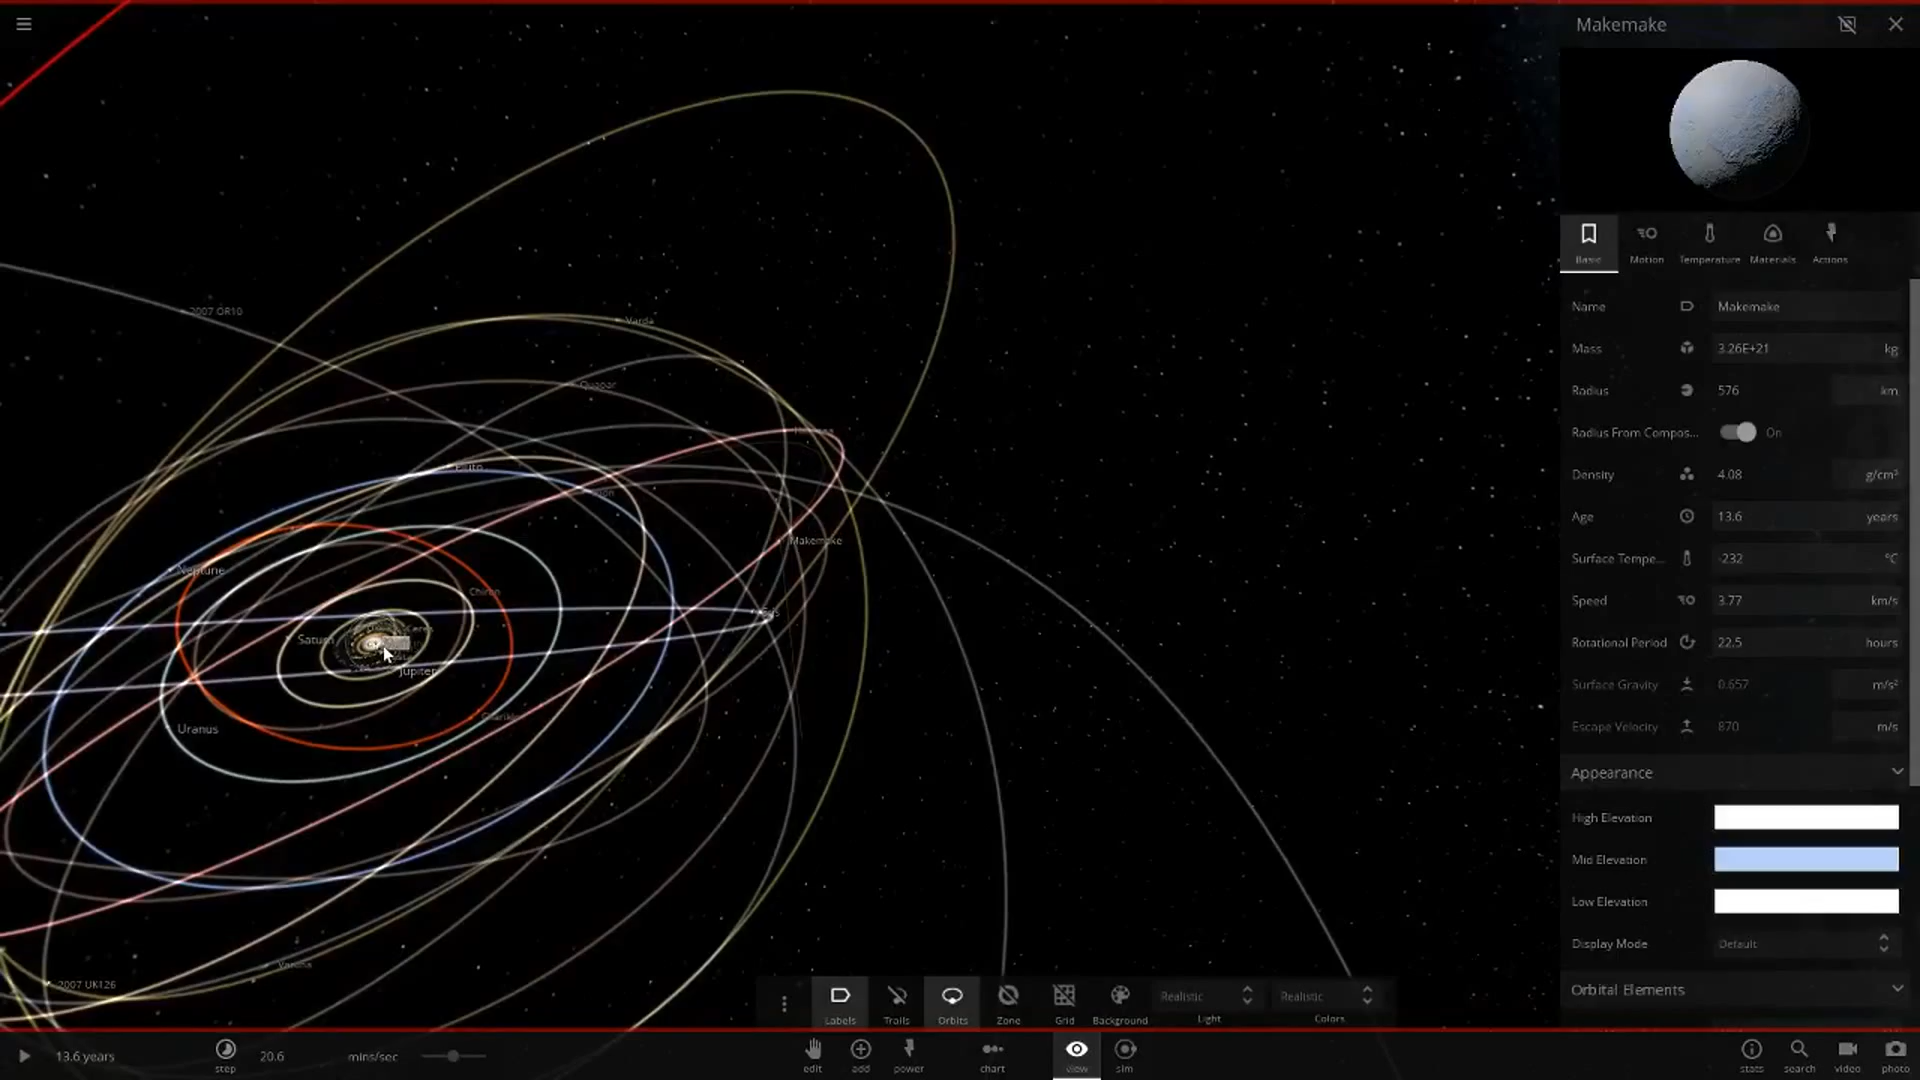 Makemake
Basic
Motion
Temperature
Materials
Actions
Name
Makemake
Mass
3.26E+21
kg
Radius
576
km
Radius From Compos...
On
Density
4.08
g/cm³
Age
13.6
years
Surface Tempe...
-232
°C
Speed
3.77
km/s
Rotational Period
22.5
hours
Surface Gravity
0.657
m/s²
Escape Velocity
870
m/s
Appearance
High Elevation
Mid Elevation
Low Elevation
Display Mode
Default
Orbital Elements
2007 OR10
Varda
Quaoar
Pluto
Makemake
Neptune
Chiron
Eris
Saturn
Ceres
Jupiter
Uranus
Varuna
2007 UK126
Labels
Trails
Orbits
Zone
Grid
Background
Realistic
Light
Realistic
Colors
13.6 years
step
20.6
mins/sec
edit
add
power
chart
view
sim
stats
search
video
photo